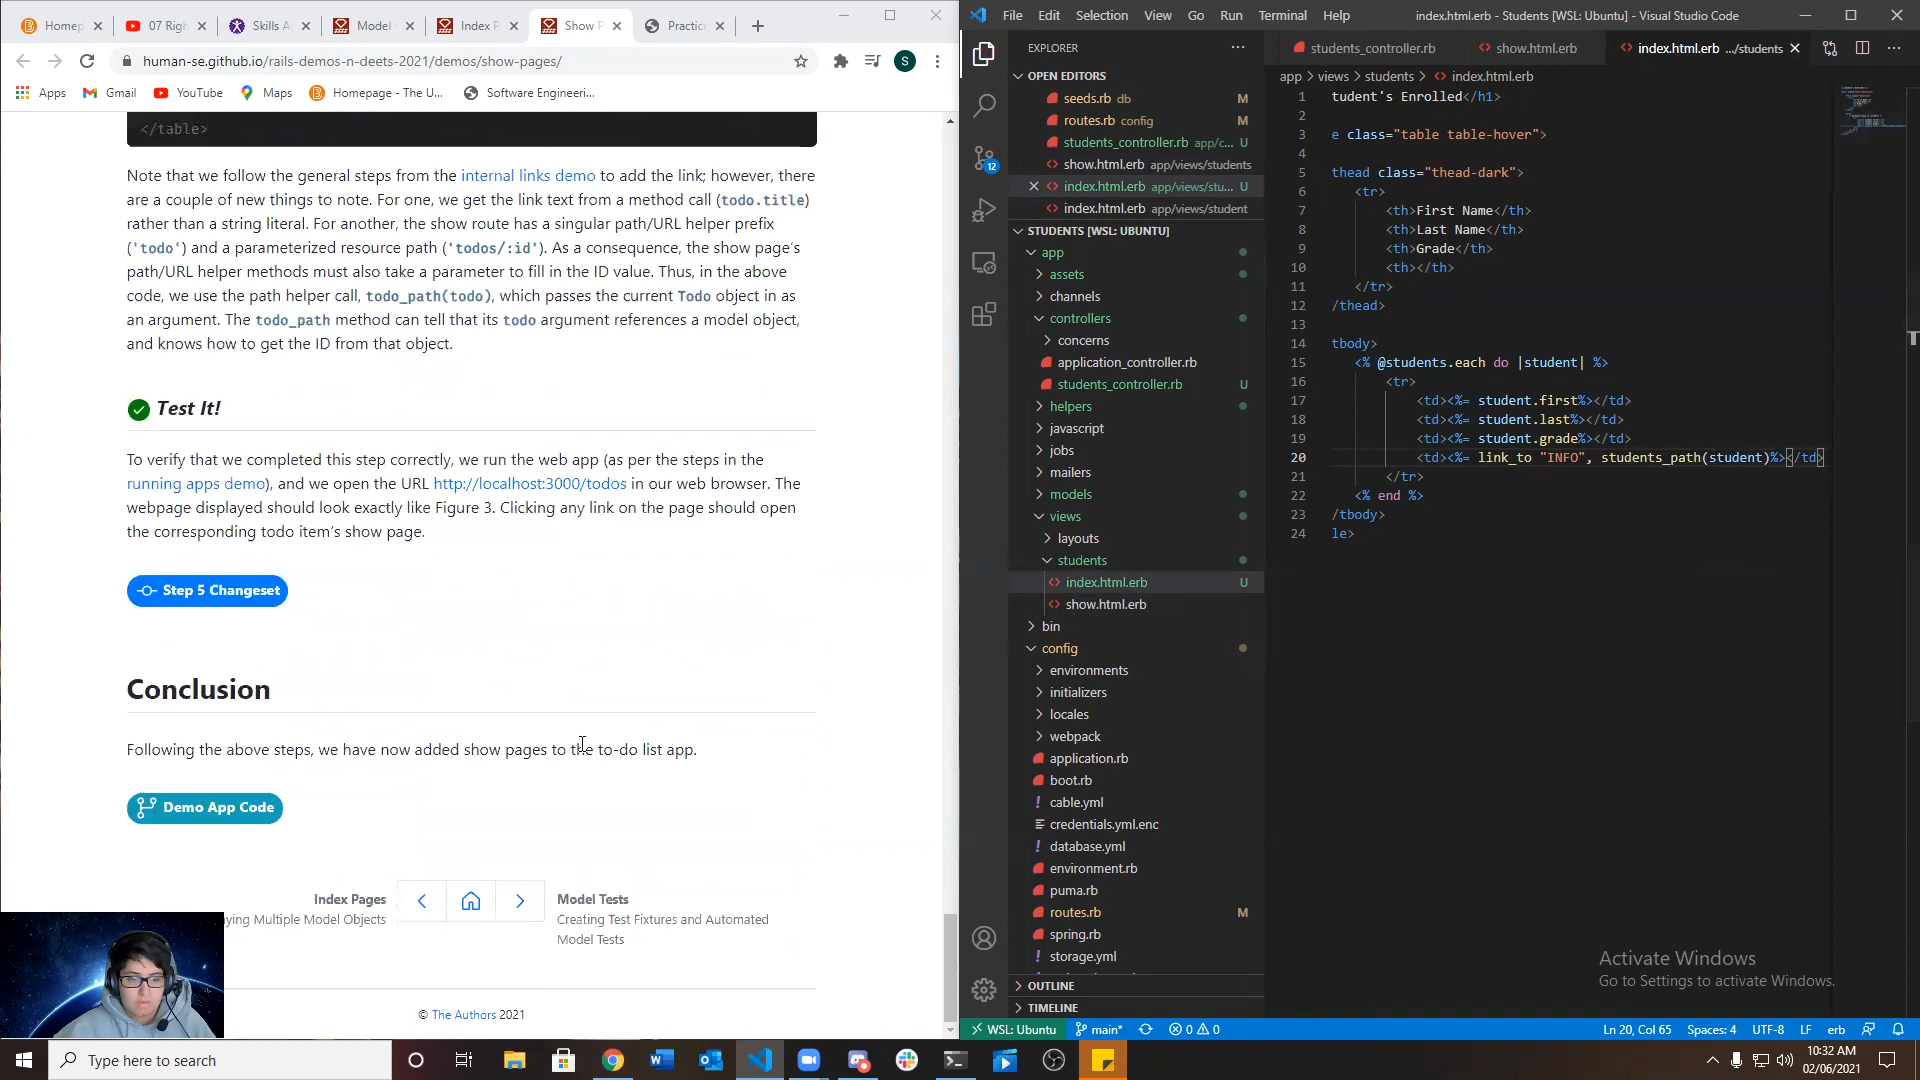 Homep
07 Righ
Skills A
Model
Index P
Show P
Practice
human-se.github.io/rails-demos-n-deets-2021/demos/show-pages/
S
Apps
Gmail
YouTube
Maps
Homepage - The U...
Software Engineeri...
</table>
Note that we follow the general steps from the internal links demo to add the link; however, there
are a couple of new things to note. For one, we get the link text from a method call (todo.title)
rather than a string literal. For another, the show route has a singular path/URL helper prefix
('todo') and a parameterized resource path ('todos/:id'). As a consequence, the show page's
path/URL helper methods must also take a parameter to fill in the ID value. Thus, in the above
code, we use the path helper call, todo_path(todo), which passes the current Todo object in as
an argument. The todo_path method can tell that its todo argument references a model object,
and knows how to get the ID from that object.
Test It!
To verify that we completed this step correctly, we run the web app (as per the steps in the
running apps demo), and we open the URL http://localhost:3000/todos in our web browser. The
webpage displayed should look exactly like Figure 3. Clicking any link on the page should open
the corresponding todo item's show page.
Step 5 Changeset
Conclusion
Following the above steps, we have now added show pages to the to-do list app.
Demo App Code
Index Pages
aying Multiple Model Objects
Model Tests
Creating Test Fixtures and Automated
Model Tests
© The Authors 2021
File Edit Selection View Go Run Terminal Help
index.html.erb - Students [WSL: Ubuntu] - Visual Studio Code
EXPLORER
OPEN EDITORS
seeds.rb db M
routes.rb config M
students_controller.rb app/c... U
show.html.erb app/views/students
index.html.erb app/views/stu... U
index.html.erb app/views/student
STUDENTS [WSL: UBUNTU]
app
assets
channels
controllers
concerns
application_controller.rb
students_controller.rb U
helpers
javascript
jobs
mailers
models
views
layouts
students
index.html.erb U
show.html.erb
bin
config
environments
initializers
locales
webpack
application.rb
boot.rb
cable.yml
credentials.yml.enc
database.yml
environment.rb
puma.rb
routes.rb M
spring.rb
storage.yml
OUTLINE
TIMELINE
12
students_controller.rb
show.html.erb
index.html.erb .../students
app > views > students > index.html.erb
1 tudent's Enrolled</h1>
2
3 e class="table table-hover">
4
5 thead class="thead-dark">
6 <tr>
7 <th>First Name</th>
8 <th>Last Name</th>
9 <th>Grade</th>
10 <th></th>
11 </tr>
12 /thead>
13
14 tbody>
15 <% @students.each do |student| %>
16 <tr>
17 <td><%= student.first%></td>
18 <td><%= student.last%></td>
19 <td><%= student.grade%></td>
20 <td><%= link_to "INFO", students_path(student)%></td>
21 </tr>
22 <% end %>
23 /tbody>
24 le>
Activate Windows
Go to Settings to activate Windows.
WSL: Ubuntu
main*
0
0
Ln 20, Col 65
Spaces: 4
UTF-8
LF
erb
Type here to search
10:32 AM
02/06/2021